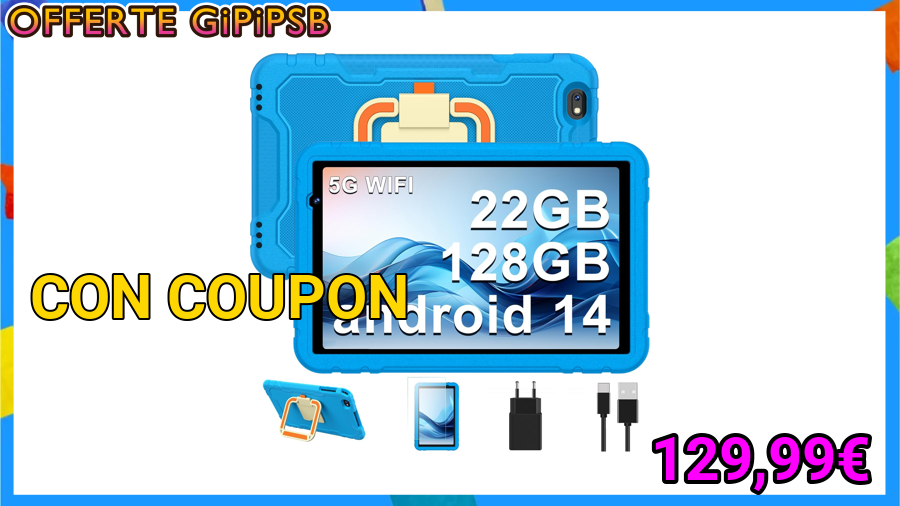 OFFERTE GiPiPSB
5G WIFI
22GB
128GB
CON COUPON
android 14
129,99€